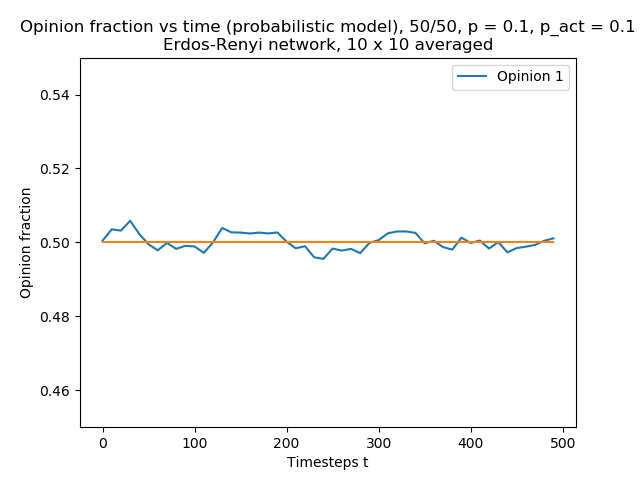 Opinion fraction vs time (probabilistic model), 50/50, p = 0.1, p_act = 0.1
Erdos-Renyi network, 10 x 10 averaged
Opinion 1
0.54
0.52
0.50
0.48
0.46
Opinion fraction
0
100
200
300
400
500
Timesteps t